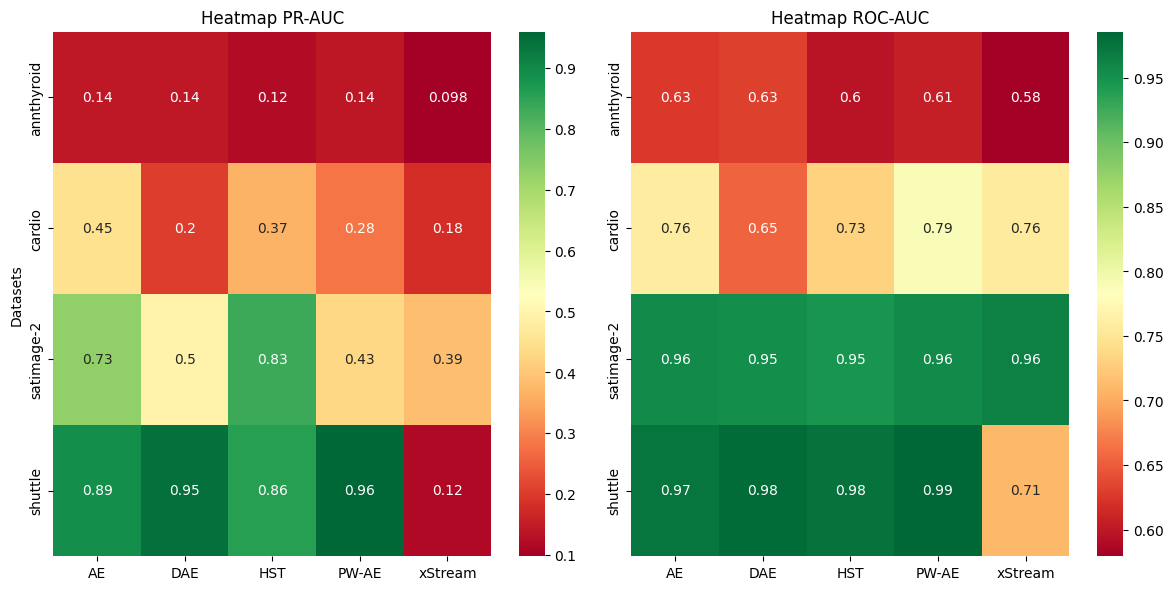 Heatmap PR-AUC
Datasets
annthyroid
0.14 0.14 0.12 0.14 0.098
cardio
0.45 0.2 0.37 0.28 0.18
satimage-2
0.73 0.5 0.83 0.43 0.39
shuttle
0.89 0.95 0.86 0.96 0.12
AE DAE HST PW-AE xStream
0.9
0.8
0.7
0.6
0.5
0.4
0.3
0.2
0.1
Heatmap ROC-AUC
annthyroid
0.63 0.63 0.6 0.61 0.58
cardio
0.76 0.65 0.73 0.79 0.76
satimage-2
0.96 0.95 0.95 0.96 0.96
shuttle
0.97 0.98 0.98 0.99 0.71
AE DAE HST PW-AE xStream
0.95
0.90
0.85
0.80
0.75
0.70
0.65
0.60